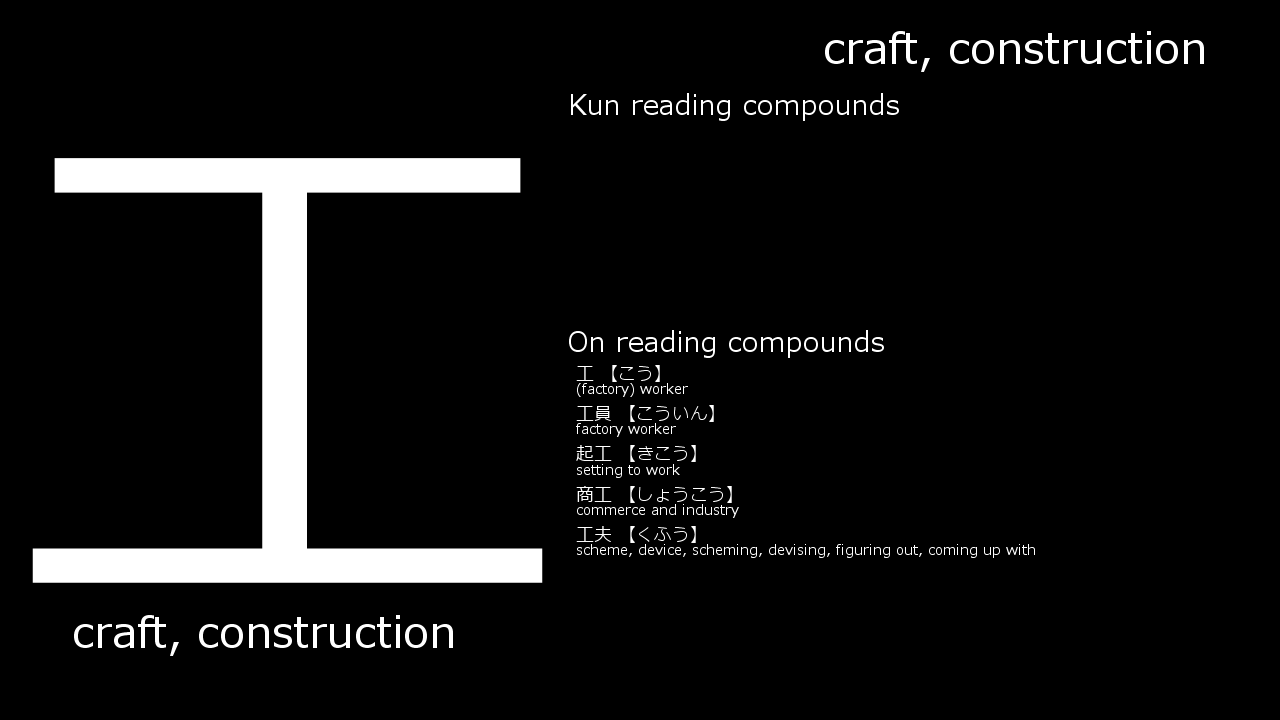 craft, construction
Kun reading compounds
工
On reading compounds
工 【こう】
(factory) worker
工員 【こういん】
factory worker
起工 【きこう】
setting to work
商工 【しょうこう】
commerce and industry
工夫 【くふう】
scheme, device, scheming, devising, figuring out, coming up with
craft, construction